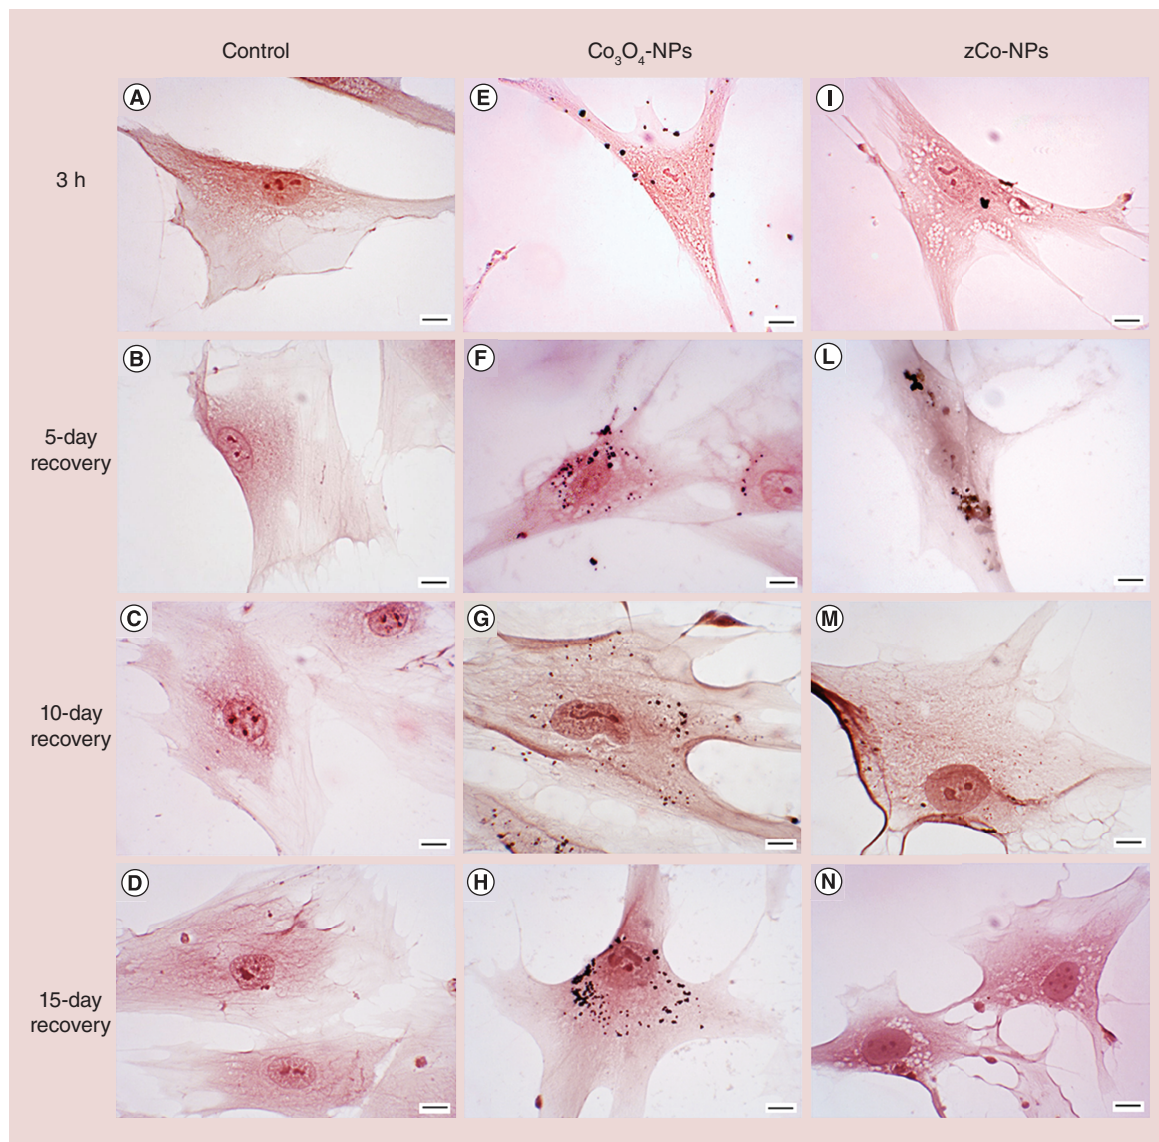 Control
Co₃O₄-NPs
zCo-NPs
A
E
I
3 h
B
F
L
5-day
recovery
C
G
M
10-day
recovery
D
H
N
15-day
recovery